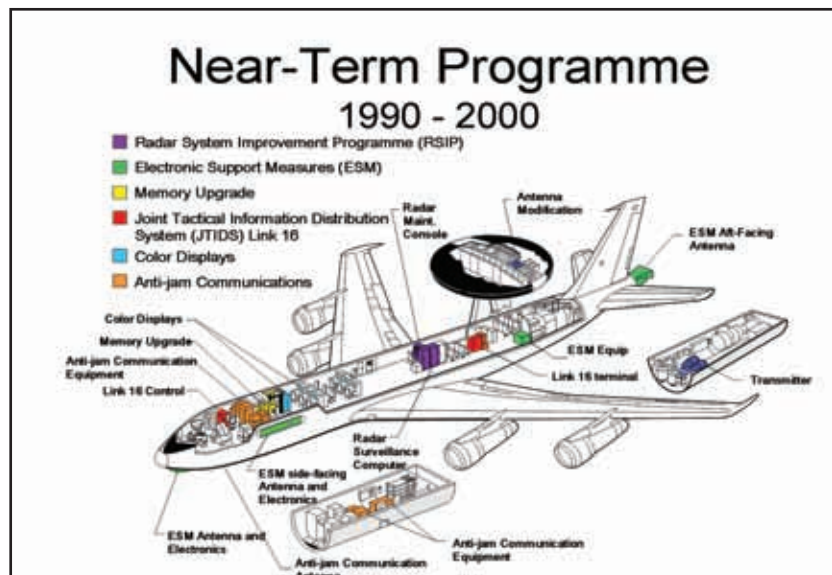 Near-Term Programme
1990 - 2000
Radar System Improvement Programme (RSIP)
Electronic Support Measures (ESM)
Memory Upgrade
Joint Tactical Information Distribution
System (JTIDS) Link 16
Color Displays
Anti-jam Communications
Radar
Maint.
Console
Antenna
Modification
ESM Aft-Facing
Antenna
Color Displays
Memory Upgrade
Anti-jam Communication
Equipment
Link 16 Control
ESM Equip
Link 16 terminal
Transmitter
Radar
Surveillance
Computer
ESM side-facing
Antenna and
Electronics
ESM Antenna and
Electronics
Anti-jam Communication
Equipment
Anti-jam Communication
Antenna